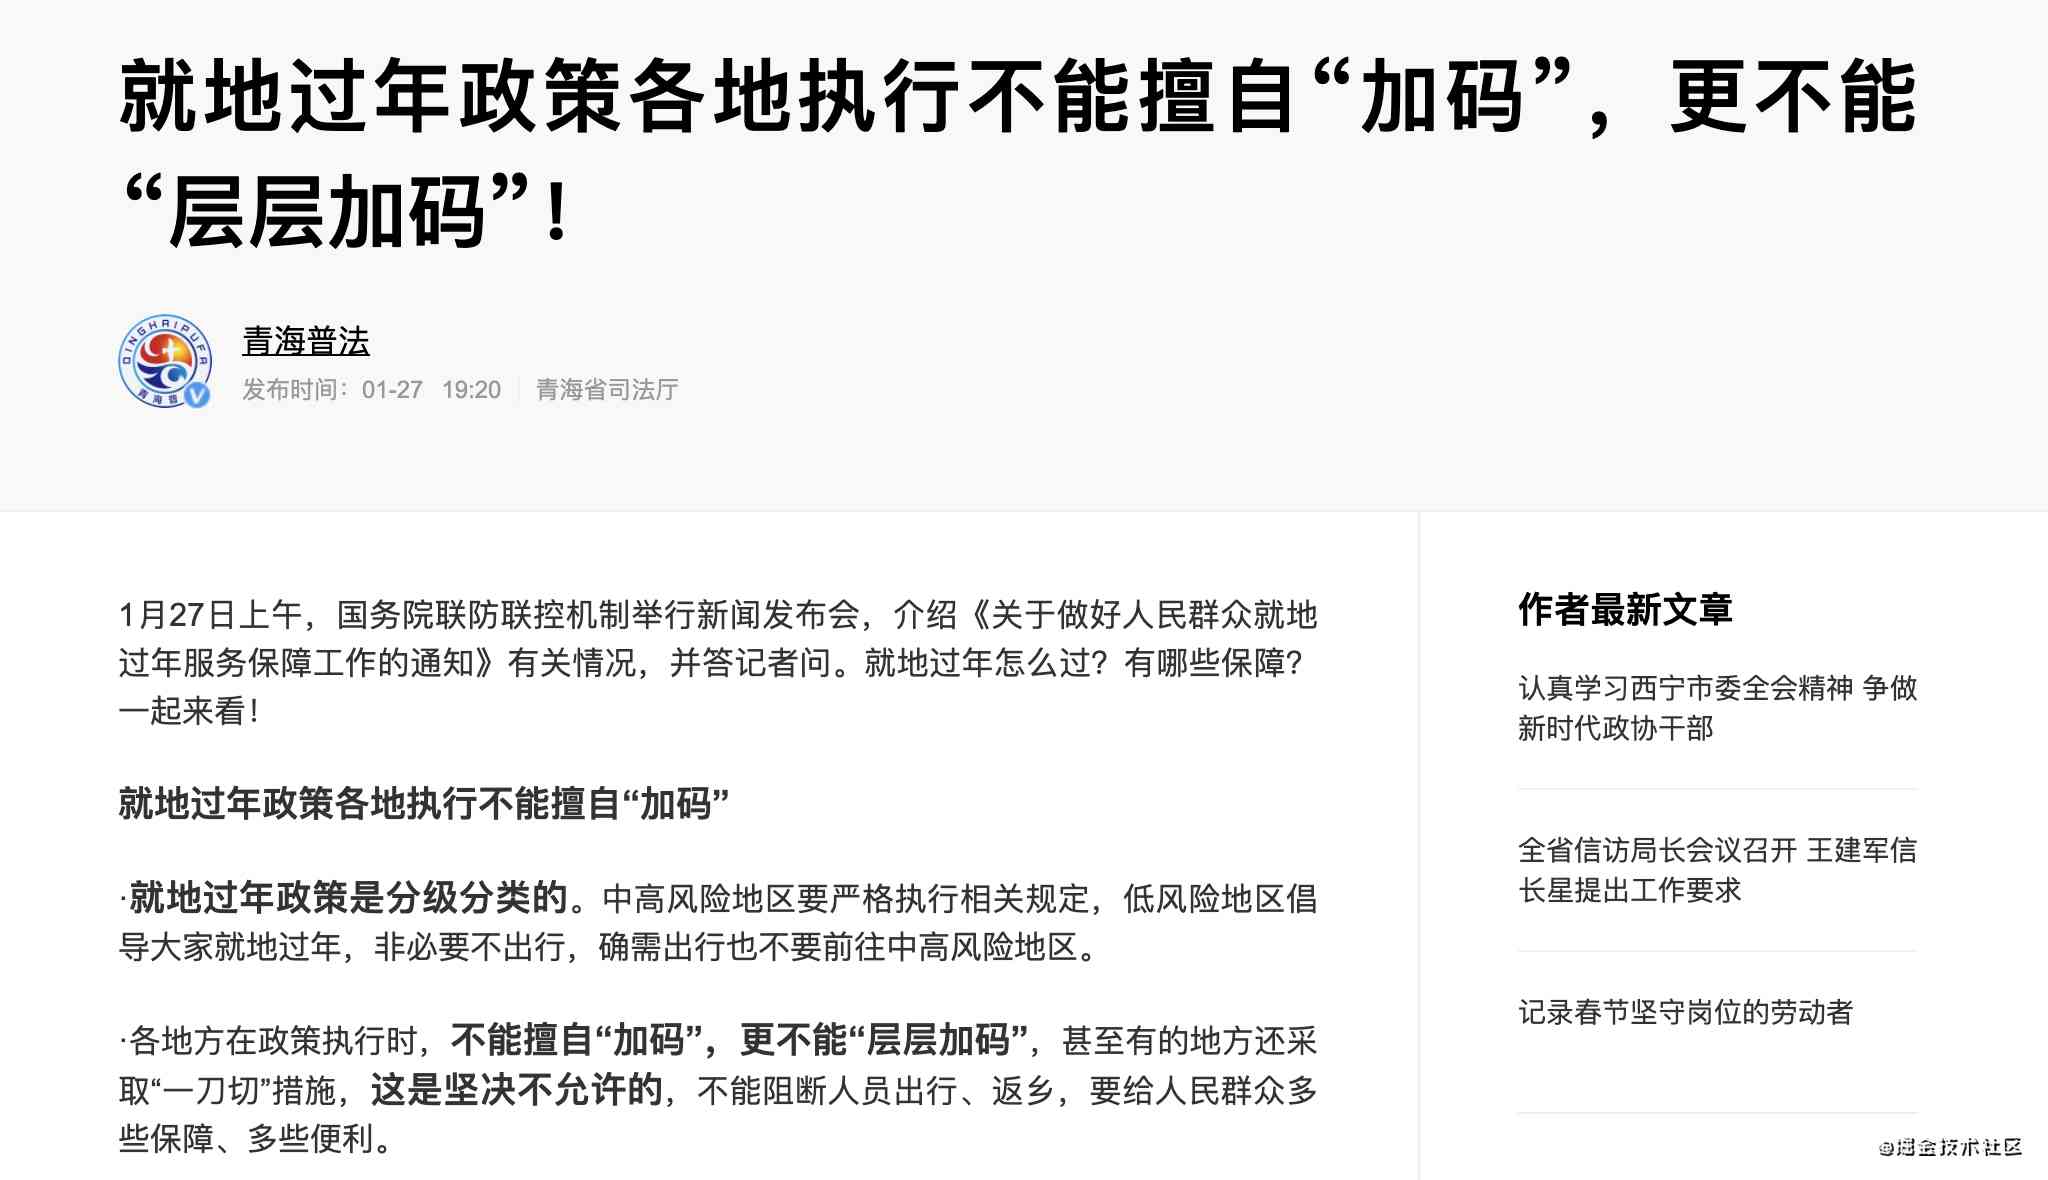 就地过年政策各地执行不能擅自“加码”，更不能
“层层加码”！
QINGHAIPUFA
青海普
青海普法
发布时间：01-27 19:20
青海省司法厅
1月27日上午，国务院联防联控机制举行新闻发布会，介绍《关于做好人民群众就地
过年服务保障工作的通知》有关情况，并答记者问。就地过年怎么过？有哪些保障？
一起来看！
就地过年政策各地执行不能擅自“加码”
·就地过年政策是分级分类的。中高风险地区要严格执行相关规定，低风险地区倡
导大家就地过年，非必要不出行，确需出行也不要前往中高风险地区。
·各地方在政策执行时，不能擅自“加码”，更不能“层层加码”，甚至有的地方还采
取“一刀切”措施，这是坚决不允许的，不能阻断人员出行、返乡，要给人民群众多
些保障、多些便利。
作者最新文章
认真学习西宁市委全会精神 争做
新时代政协干部
全省信访局长会议召开 王建军信
长星提出工作要求
记录春节坚守岗位的劳动者
@掘金技术社区